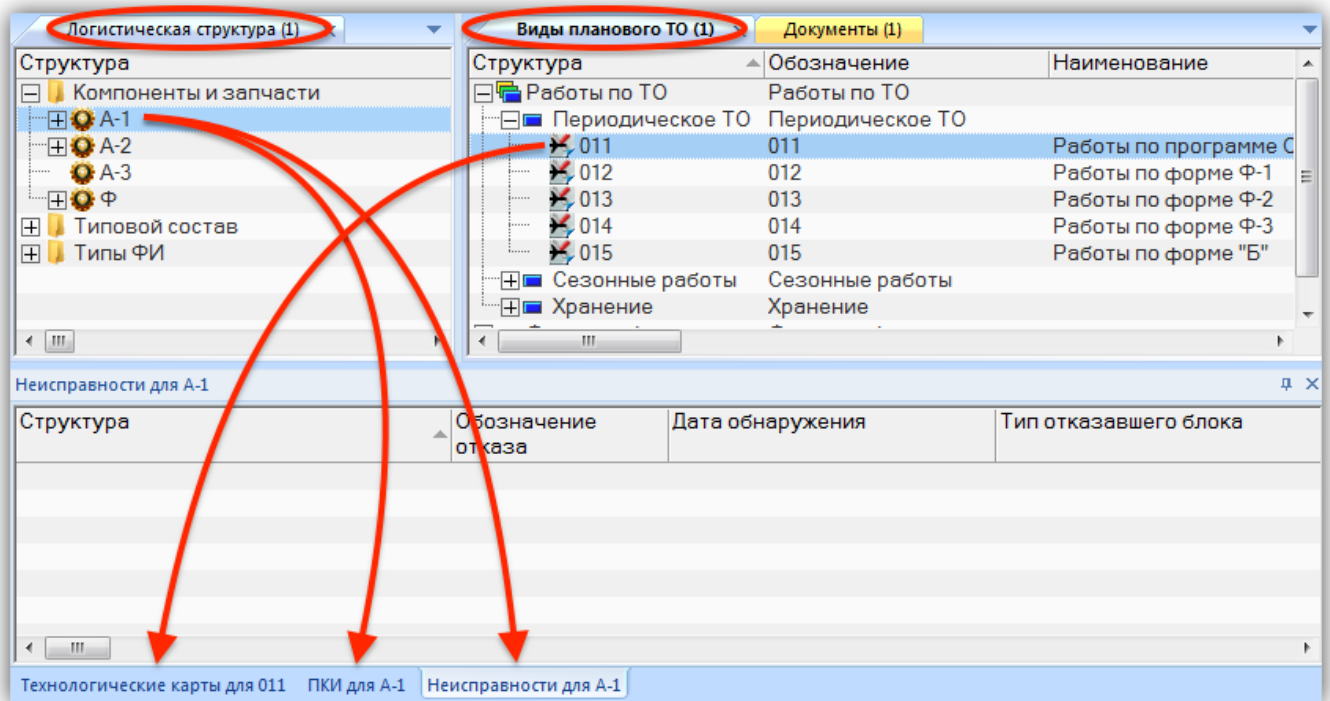 Логистическая структура (1)
Виды планового ТО (1)
Документы (1)
Структура
Компоненты и запчасти
А-1
А-2
А-3
Ф
Типовой состав
Типы ФИ
Структура Обозначение Наименование
Работы по ТО Работы по ТО
Периодическое ТО Периодическое ТО
011 011 Работы по программе
012 012 Работы по форме Ф-1
013 013 Работы по форме Ф-2
014 014 Работы по форме Ф-3
015 015 Работы по форме "Б"
Сезонные работы Сезонные работы
Хранение Хранение
Неисправности для А-1
Структура
Обозначение отказа
Дата обнаружения
Тип отказавшего блока
Технологические карты для 011 ПКИ для А-1 Неисправности для А-1